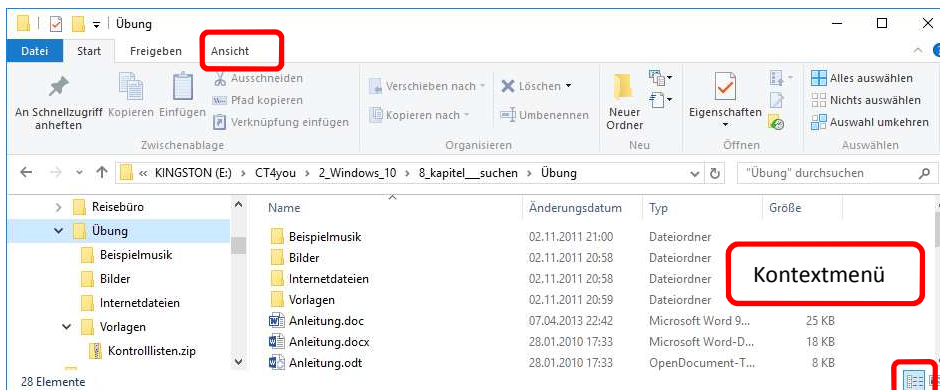 Übung
Datei Start Freigeben Ansicht
An Schnellzugriff anheften
Kopieren
Einfügen
Ausschneiden
Pfad kopieren
Verknüpfung einfügen
Zwischenablage
Verschieben nach
Kopieren nach
Löschen
Umbenennen
Organisieren
Neuer Ordner
Neu
Eigenschaften
Öffnen
Alles auswählen
Nichts auswählen
Auswahl umkehren
Auswählen
« KINGSTON (E:) > CT4you > 2_Windows_10 > 8_kapitel__suchen > Übung
"Übung" durchsuchen
Reisebüro
Übung
Beispielmusik
Bilder
Internetdateien
Vorlagen
Kontrolllisten.zip
Name Änderungsdatum Typ Größe
Beispielmusik 02.11.2011 21:00 Dateiordner
Bilder 02.11.2011 20:58 Dateiordner
Internetdateien 02.11.2011 20:58 Dateiordner
Vorlagen 02.11.2011 20:59 Dateiordner
Anleitung.doc 07.04.2013 22:42 Microsoft Word 9... 25 KB
Anleitung.docx 28.01.2010 17:33 Microsoft Word-D... 18 KB
Anleitung.odt 28.01.2010 17:33 OpenDocument-T... 8 KB
Kontextmenü
28 Elemente